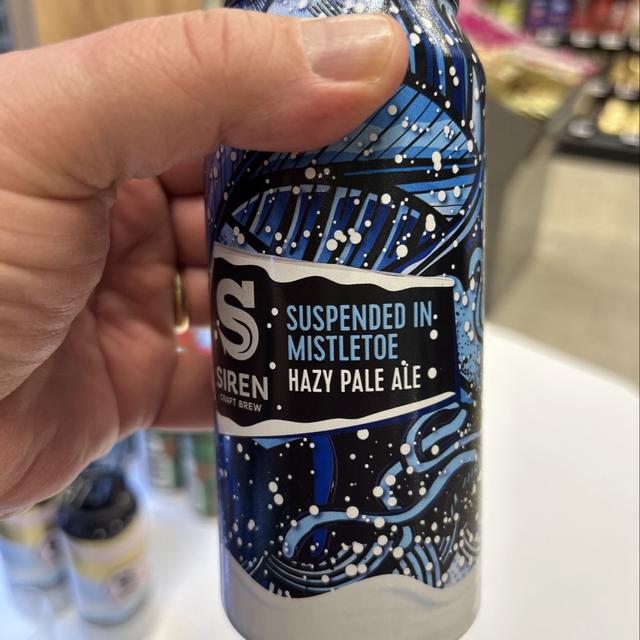 S
SIREN
CRAFT BREW
SUSPENDED IN
MISTLETOE
HAZY PALE ALE